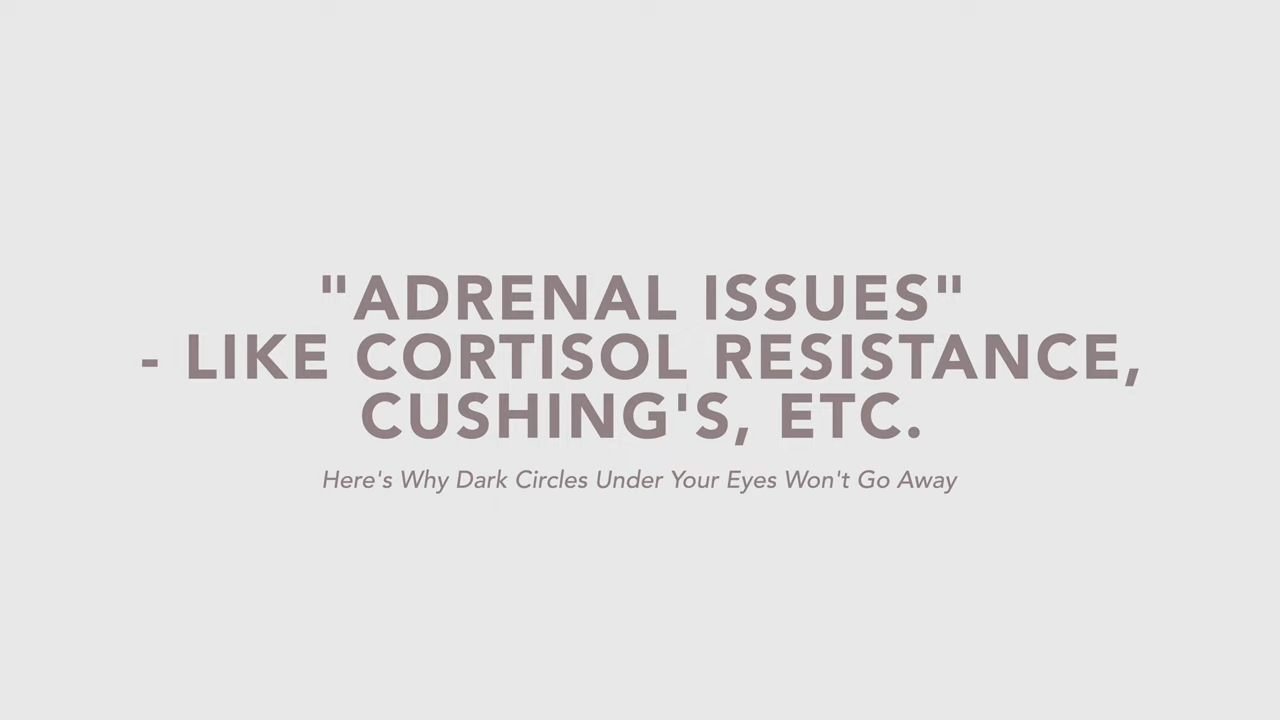 "ADRENAL ISSUES"
- LIKE CORTISOL RESISTANCE,
CUSHING'S, ETC.
Here's Why Dark Circles Under Your Eyes Won't Go Away